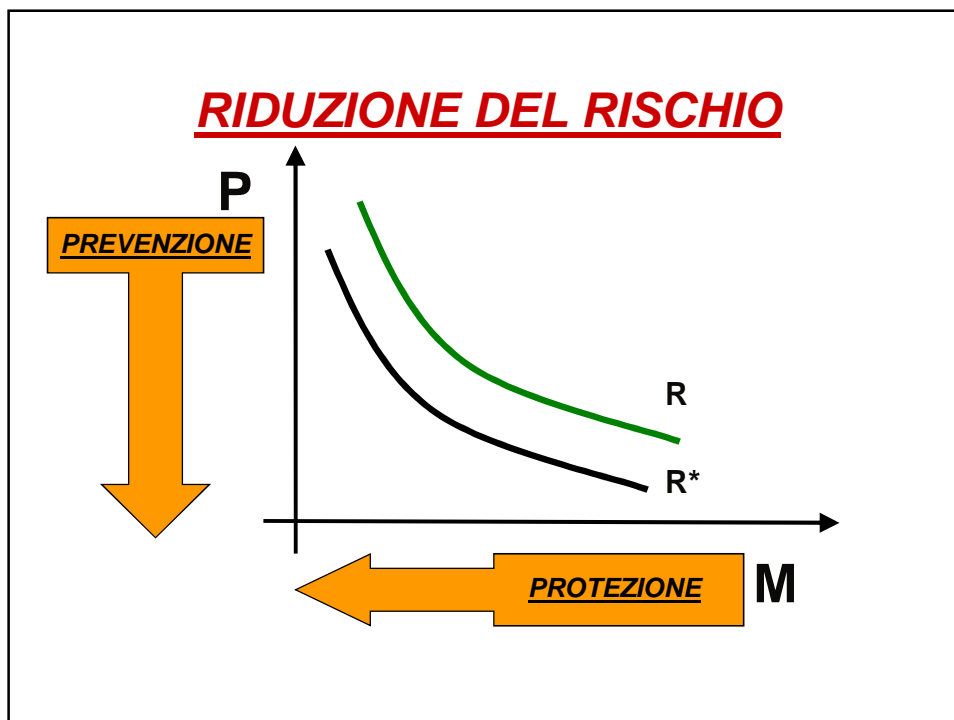 RIDUZIONE DEL RISCHIO
P
PREVENZIONE
R
R*
PROTEZIONE
M